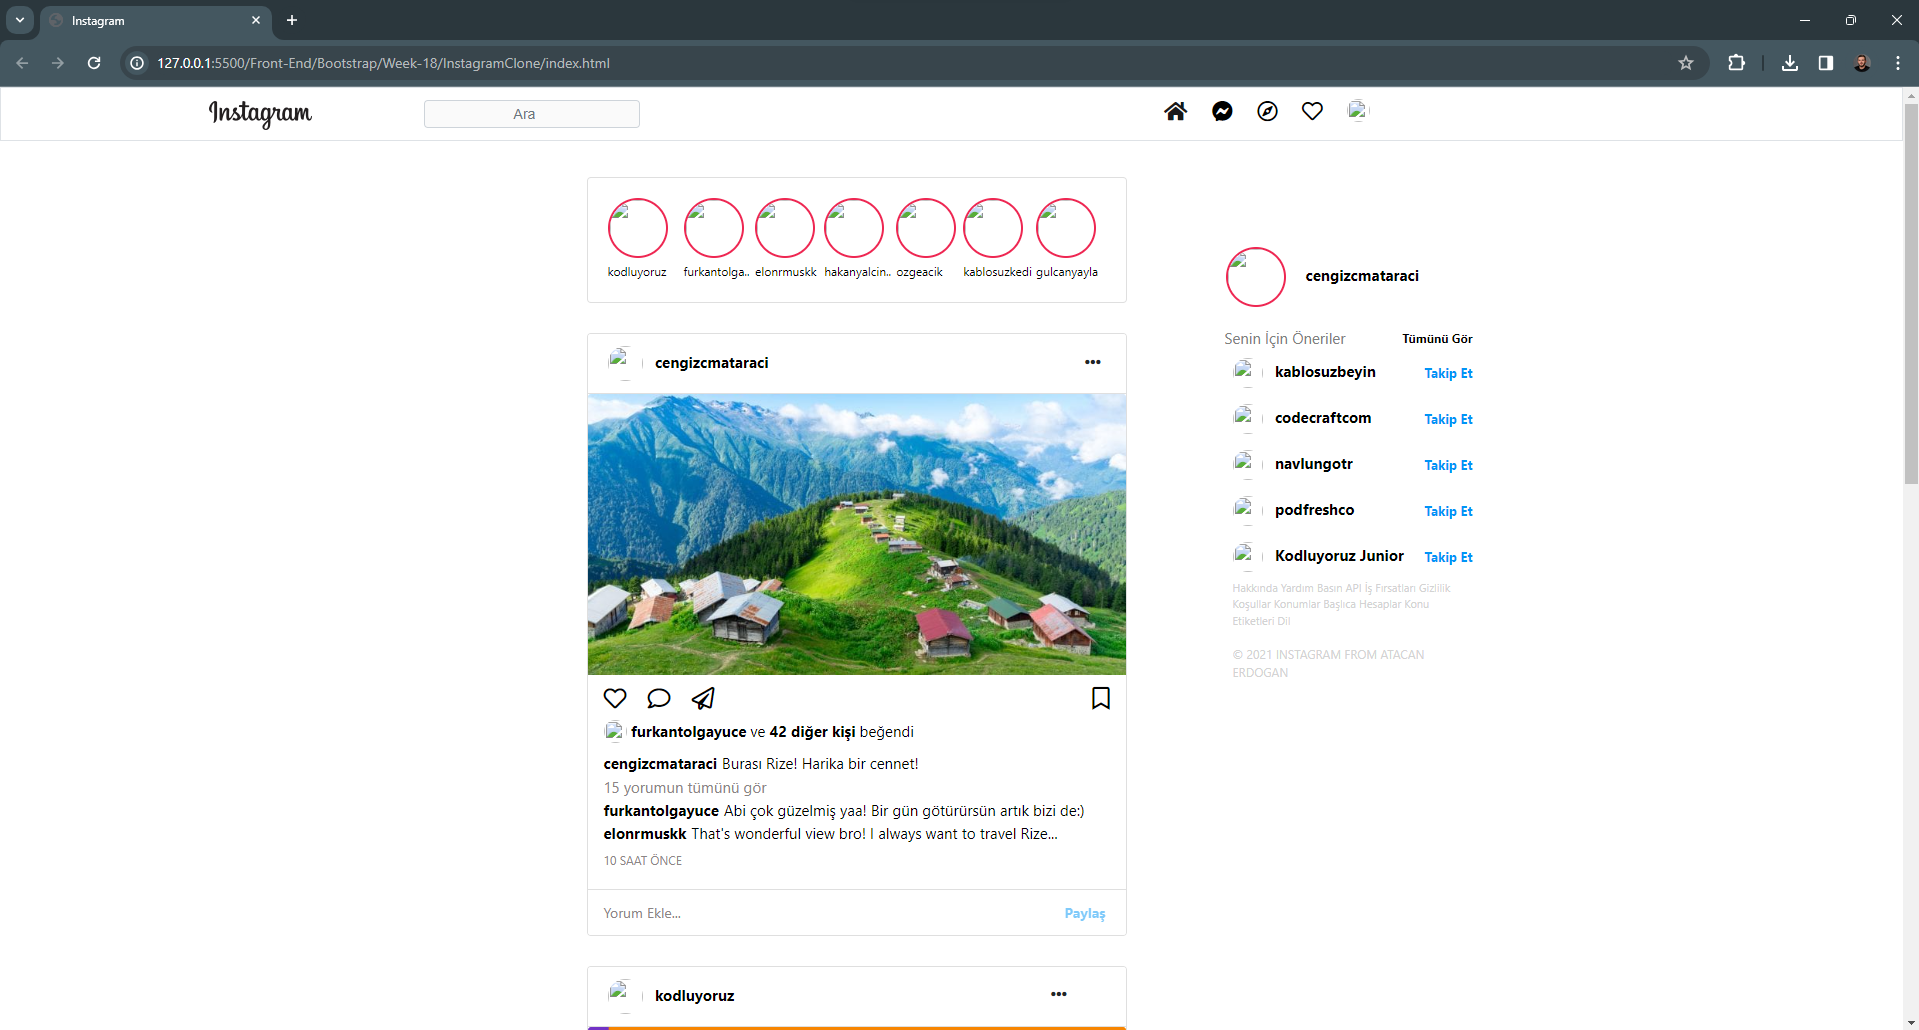 Instagram
127.0.0.1:5500/Front-End/Bootstrap/Week-18/InstagramClone/index.html
Instagram
Ara
kodluyoruz
furkantolga..
elonrmuskk
hakanyalcin..
ozgeacik
kablosuzkedi
gulcanyayla
cengizcmataraci
Senin İçin Öneriler
Tümünü Gör
kablosuzbeyin
Takip Et
codecraftcom
Takip Et
navlungotr
Takip Et
podfreshco
Takip Et
Kodluyoruz Junior
Takip Et
Hakkında Yardım Basın API İş Fırsatları Gizlilik
Koşullar Konumlar Başlıca Hesaplar Konu
Etiketleri Dil
© 2021 INSTAGRAM FROM ATACAN
ERDOGAN
cengizcmataraci
furkantolgayuce ve 42 diğer kişi beğendi
cengizcmataraci Burası Rize! Harika bir cennet!
15 yorumun tümünü gör
furkantolgayuce Abi çok güzelmiş yaa! Bir gün götürürsün artık bizi de:)
elonrmuskk That's wonderful view bro! I always want to travel Rize...
10 SAAT ÖNCE
Yorum Ekle...
Paylaş
kodluyoruz